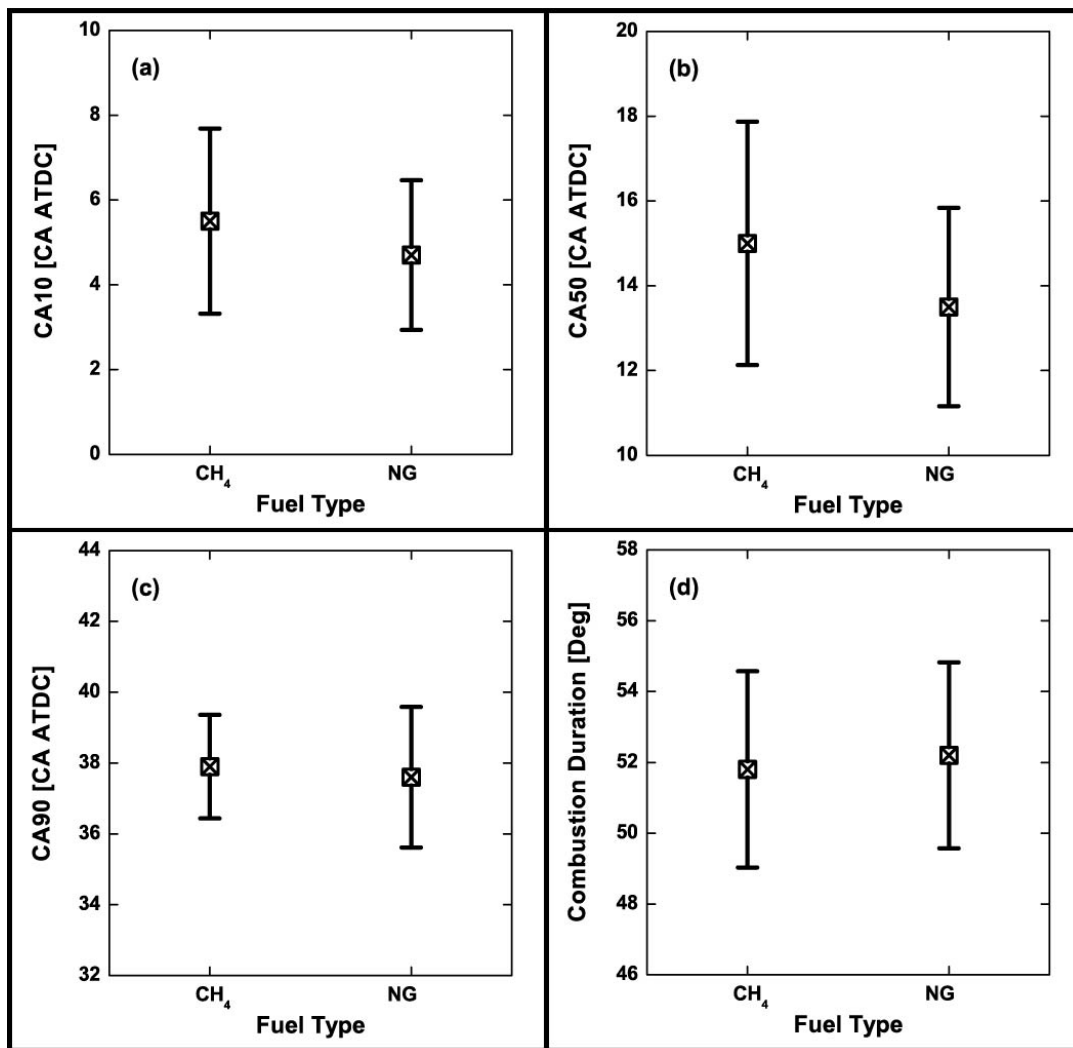 (a)
CA10 [CA ATDC]
10
8
6
4
2
0
CH₄ NG
Fuel Type
(b)
CA50 [CA ATDC]
20
18
16
14
12
10
CH₄ NG
Fuel Type
(c)
CA90 [CA ATDC]
44
42
40
38
36
34
32
CH₄ NG
Fuel Type
(d)
Combustion Duration [Deg]
58
56
54
52
50
48
46
CH₄ NG
Fuel Type